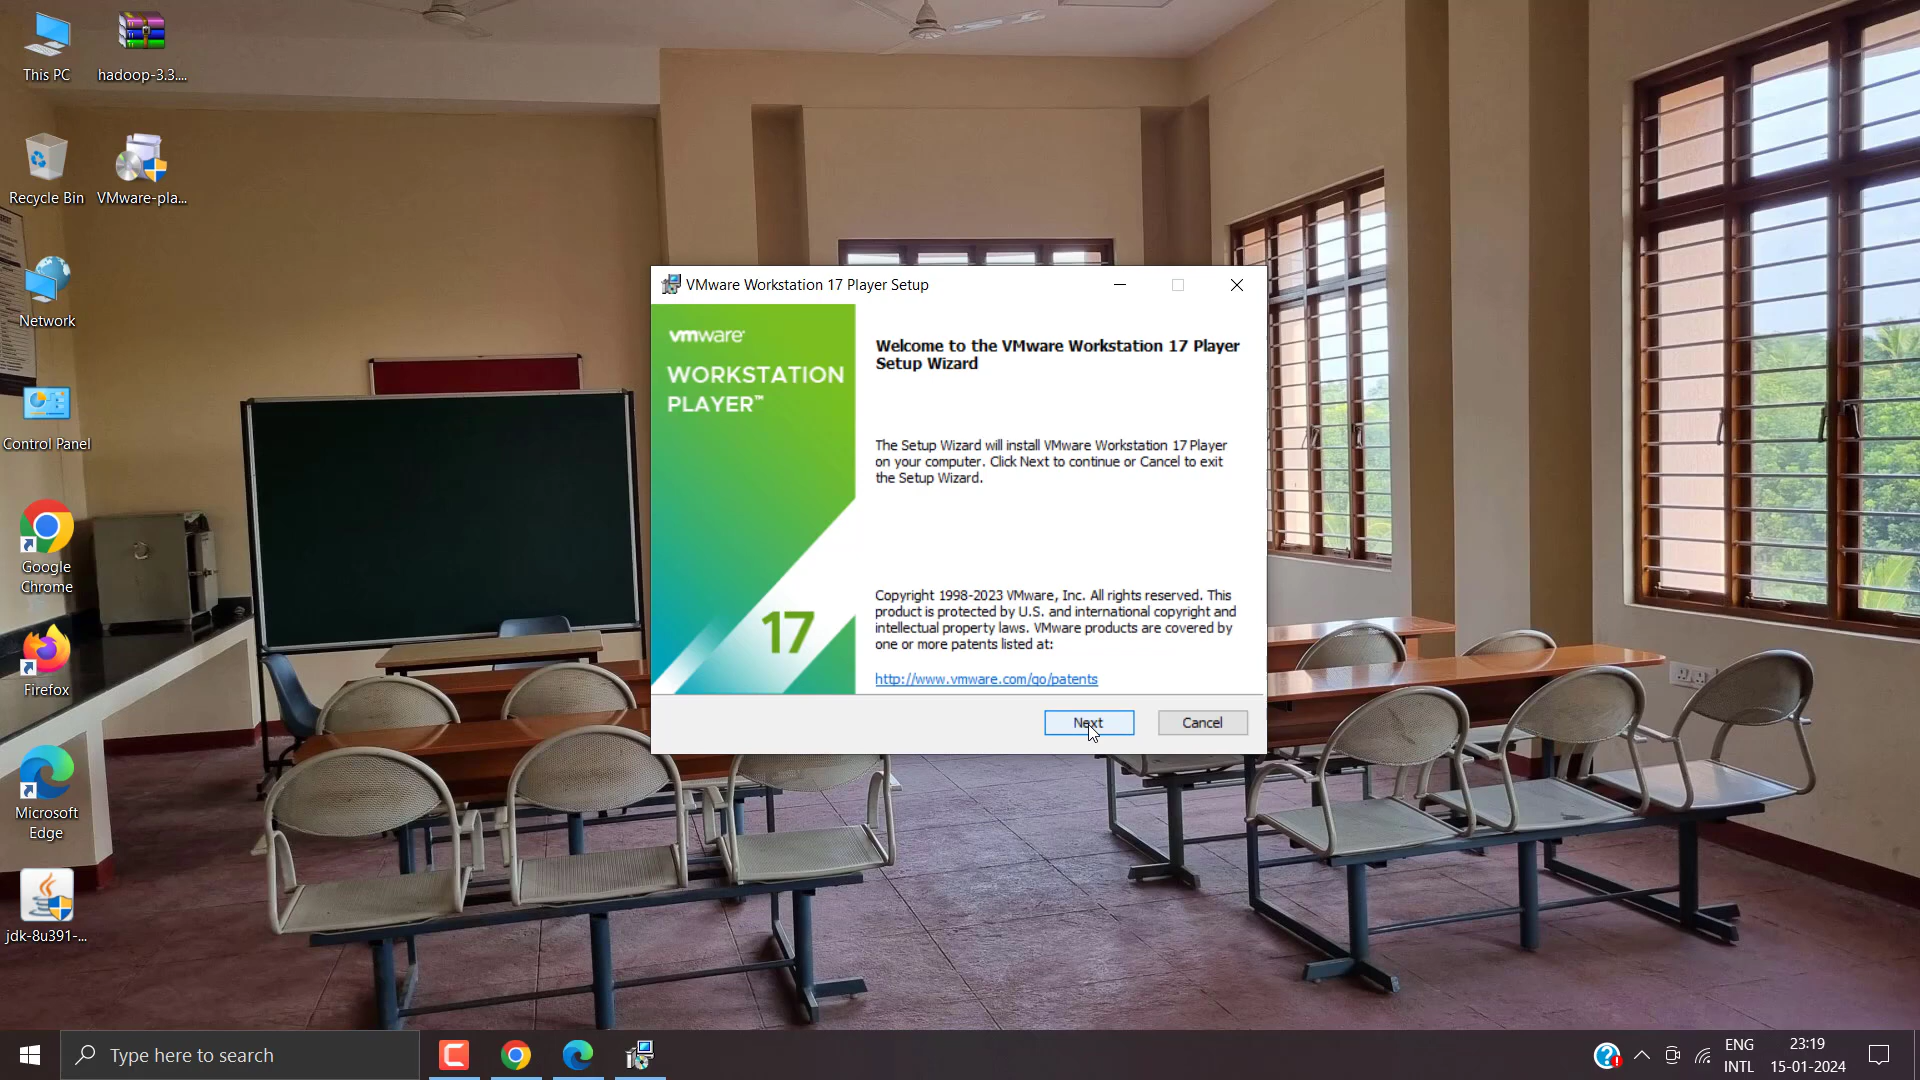 This PC
hadoop-3.3....
Recycle Bin
VMware-pla...
Network
Control Panel
Google
Chrome
Firefox
Microsoft
Edge
jdk-8u391-...
VMware Workstation 17 Player Setup
vmware
WORKSTATION
PLAYER™
17
Welcome to the VMware Workstation 17 Player
Setup Wizard
The Setup Wizard will install VMware Workstation 17 Player
on your computer. Click Next to continue or Cancel to exit
the Setup Wizard.
Copyright 1998-2023 VMware, Inc. All rights reserved. This
product is protected by U.S. and international copyright and
intellectual property laws. VMware products are covered by
one or more patents listed at:
http://www.vmware.com/go/patents
Next
Cancel
Type here to search
ENG
INTL
23:19
15-01-2024